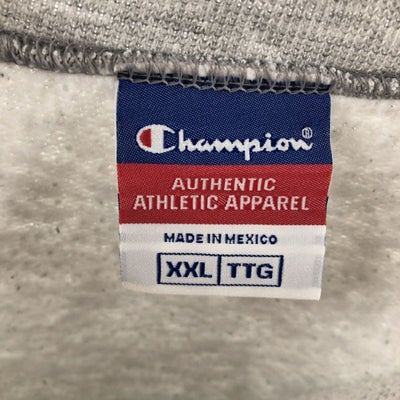 Champion®
AUTHENTIC
ATHLETIC APPAREL
MADE IN MEXICO
XXL TTG